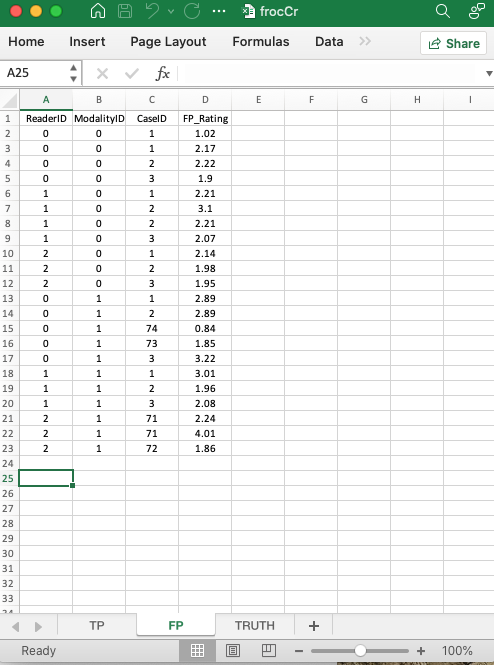 frocCr
Home Insert Page Layout Formulas Data Share
A25 fx
A B C D E F G H I
1 ReaderID ModalityID CaseID FP_Rating
2 0 0 1 1.02
3 0 0 1 2.17
4 0 0 2 2.22
5 0 0 3 1.9
6 1 0 1 2.21
7 1 0 2 3.1
8 1 0 2 2.21
9 1 0 3 2.07
10 2 0 1 2.14
11 2 0 2 1.98
12 2 0 3 1.95
13 0 1 1 2.89
14 0 1 2 2.89
15 0 1 74 0.84
16 0 1 73 1.85
17 0 1 3 3.22
18 1 1 1 3.01
19 1 1 2 1.96
20 1 1 3 2.08
21 2 1 71 2.24
22 2 1 71 4.01
23 2 1 72 1.86
24
25
26
27
28
29
30
31
32
33
TP FP TRUTH +
Ready − + 100%